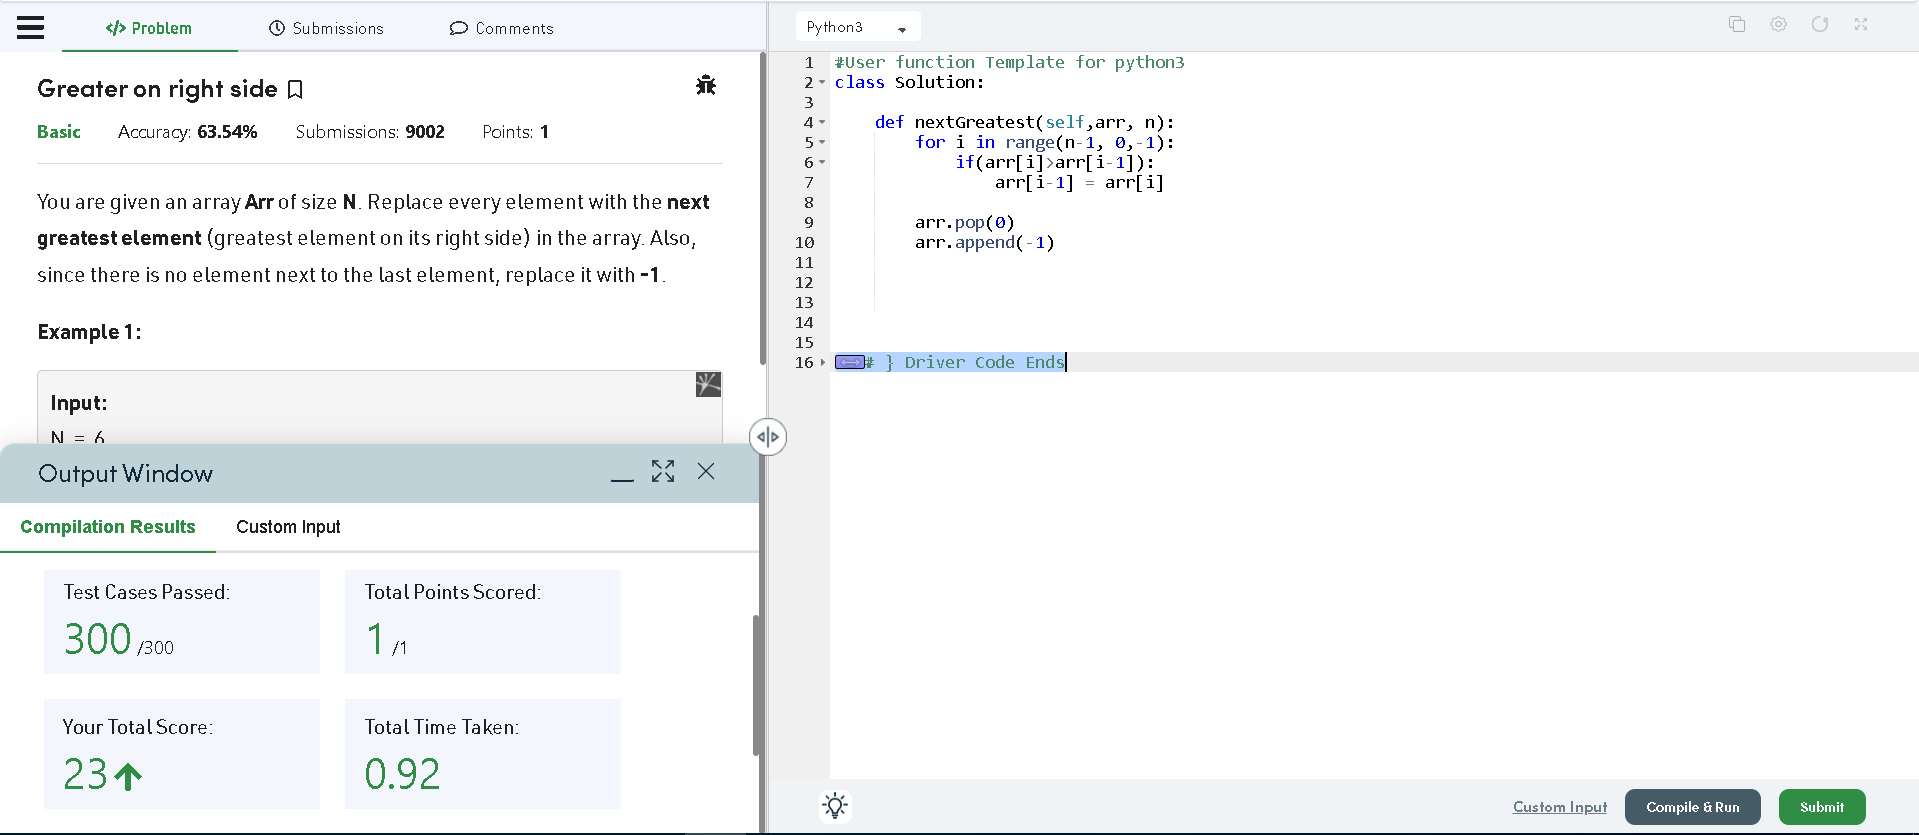 </> Problem
Submissions
Comments
Python3
Greater on right side
Basic Accuracy: 63.54% Submissions: 9002 Points: 1
You are given an array Arr of size N. Replace every element with the next
greatest element (greatest element on its right side) in the array. Also,
since there is no element next to the last element, replace it with -1.
Example 1:
Input:
N = 6
Output Window
Compilation Results Custom Input
Test Cases Passed:
300 /300
Total Points Scored:
1 /1
Your Total Score:
23
Total Time Taken:
0.92
1 #User function Template for python3
2 class Solution:
3
4 def nextGreatest(self,arr, n):
5 for i in range(n-1, 0,-1):
6 if(arr[i]>arr[i-1]):
7 arr[i-1] = arr[i]
8
9 arr.pop(0)
10 arr.append(-1)
11
12
13
14
15
16 # } Driver Code Ends
Custom Input Compile & Run Submit